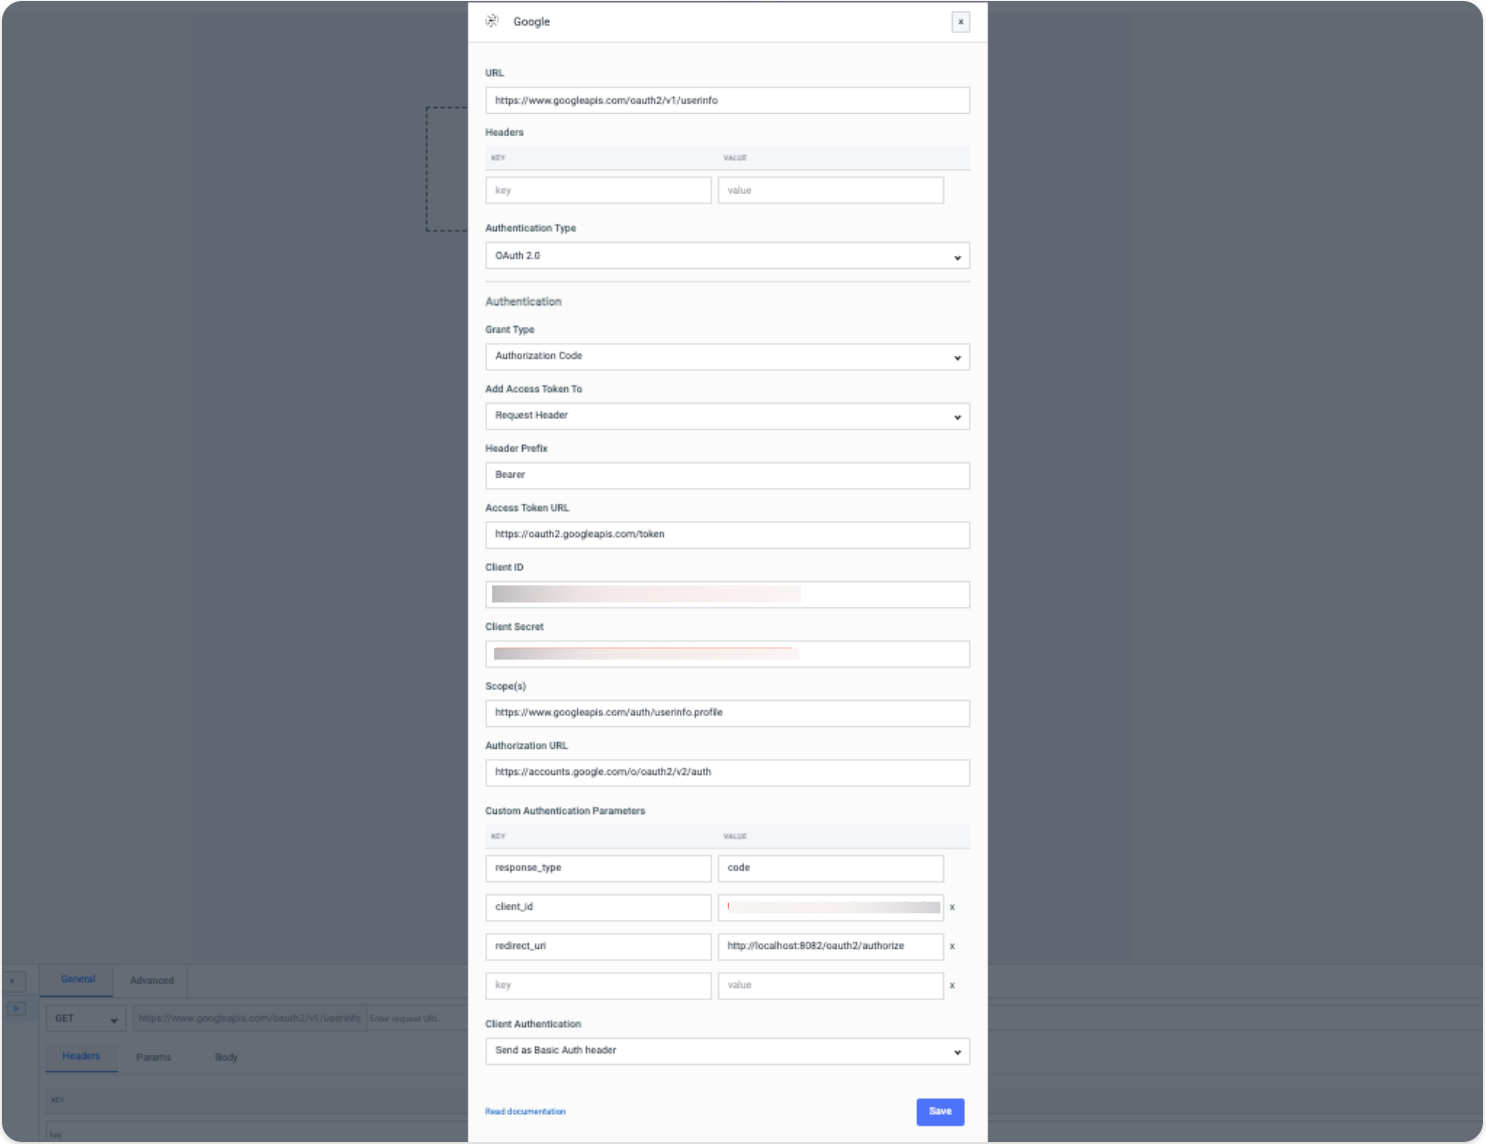 Google
x
URL
https://www.googleapis.com/oauth2/v1/userinfo
Headers
KEY VALUE
key value
Authentication Type
OAuth 2.0
Authentication
Grant Type
Authorization Code
Add Access Token To
Request Header
Header Prefix
Bearer
Access Token URL
https://oauth2.googleapis.com/token
Client ID
Client Secret
Scope(s)
https://www.googleapis.com/auth/userinfo.profile
Authorization URL
https://accounts.google.com/o/oauth2/v2/auth
Custom Authentication Parameters
KEY VALUE
response_type code
client_id x
redirect_uri http://localhost:8082/oauth2/authorize x
key value x
Client Authentication
Send as Basic Auth header
Read documentation Save
General Advanced
GET https://www.googleapis.com/oauth2/v1/userinfo Enter request URL
Headers Params Body
KEY
key